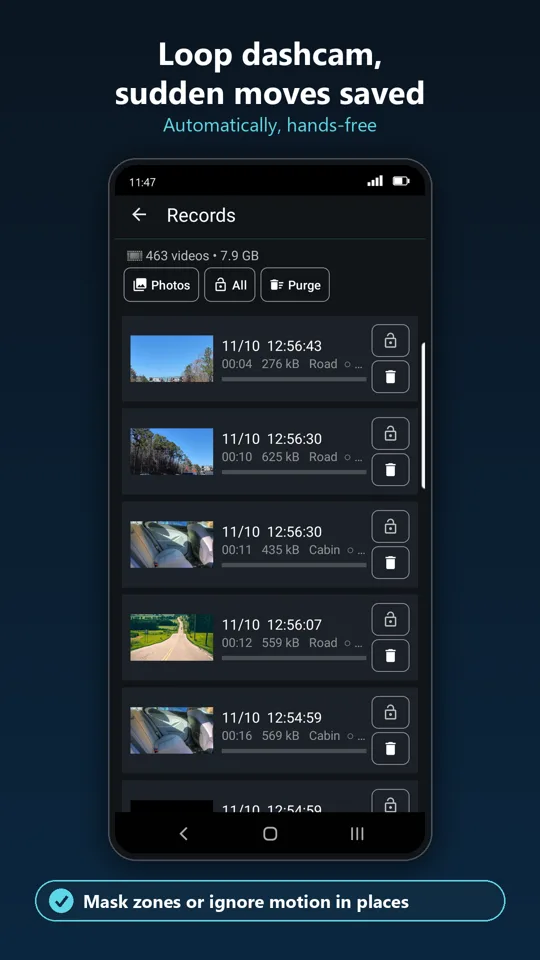 Loop dashcam,
sudden moves saved
Automatically, hands-free
11:47
Records
463 videos • 7.9 GB
Photos
All
Purge
11/10 12:56:43
00:04 276 kB Road ○ ...
11/10 12:56:30
00:10 625 kB Road ○ ...
11/10 12:56:30
00:11 435 kB Cabin ○ ...
11/10 12:56:07
00:12 559 kB Road ○ ...
11/10 12:54:59
00:16 569 kB Cabin ○ ...
11/10 12:54:59
Mask zones or ignore motion in places